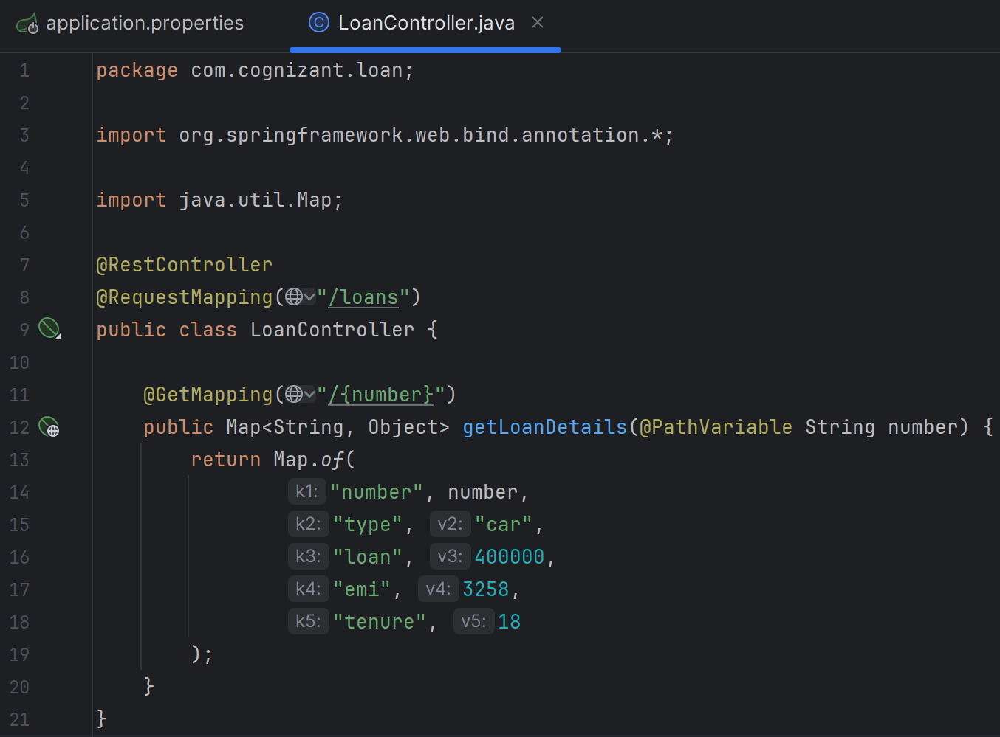 application.properties LoanController.java
1 package com.cognizant.loan;
2
3 import org.springframework.web.bind.annotation.*;
4
5 import java.util.Map;
6
7 @RestController
8 @RequestMapping("/loans")
9 public class LoanController {
10
11 @GetMapping("/{number}")
12 public Map<String, Object> getLoanDetails(@PathVariable String number) {
13 return Map.of(
14 k1: "number", number,
15 k2: "type", v2: "car",
16 k3: "loan", v3: 400000,
17 k4: "emi", v4: 3258,
18 k5: "tenure", v5: 18
19 );
20 }
21 }